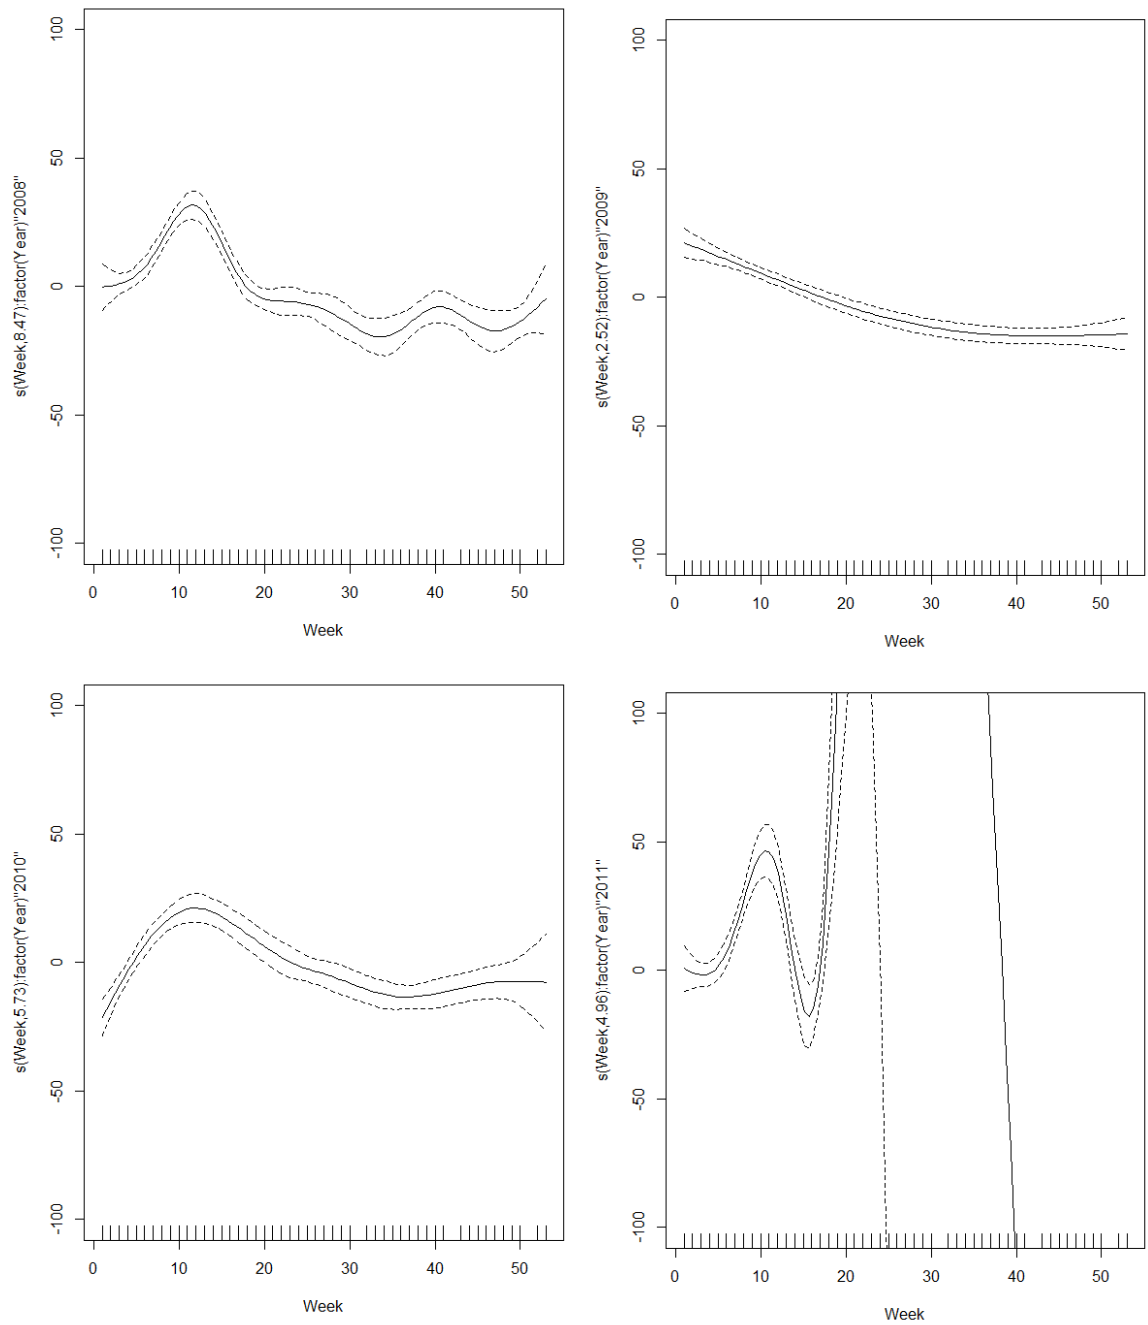 100
50
0
-50
-100
s(Week,8.47):factor(Year)"2008"
0 10 20 30 40 50
Week
100
50
0
-50
-100
s(Week,2.52):factor(Year)"2009"
0 10 20 30 40 50
Week
100
50
0
-50
-100
s(Week,5.73):factor(Year)"2010"
0 10 20 30 40 50
Week
100
50
0
-50
-100
s(Week,4.96):factor(Year)"2011"
0 10 20 30 40 50
Week